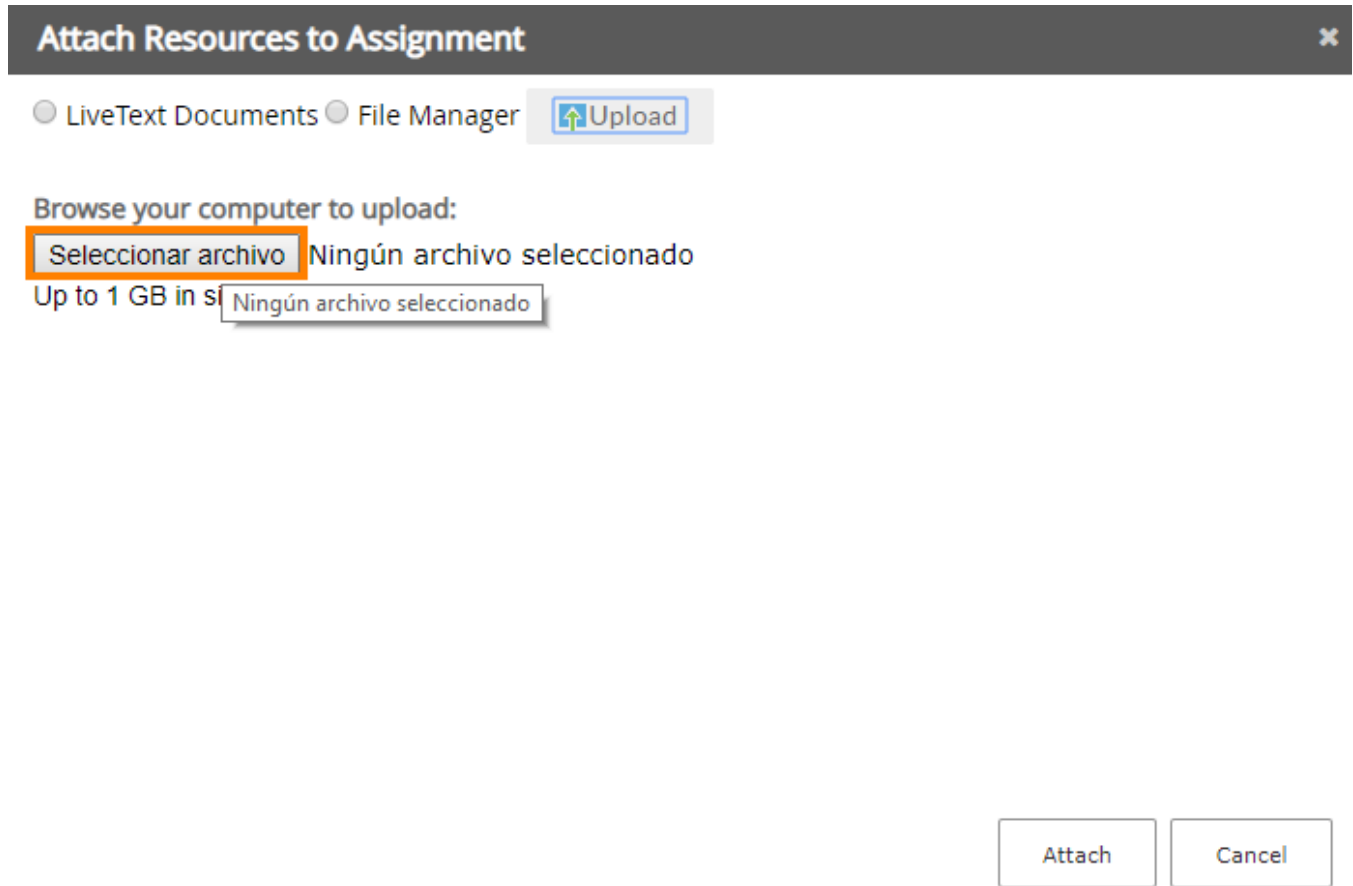 Attach Resources to Assignment
LiveText Documents File Manager Upload
Browse your computer to upload:
Seleccionar archivo Ningún archivo seleccionado
Up to 1 GB in
Ningún archivo seleccionado
Attach Cancel